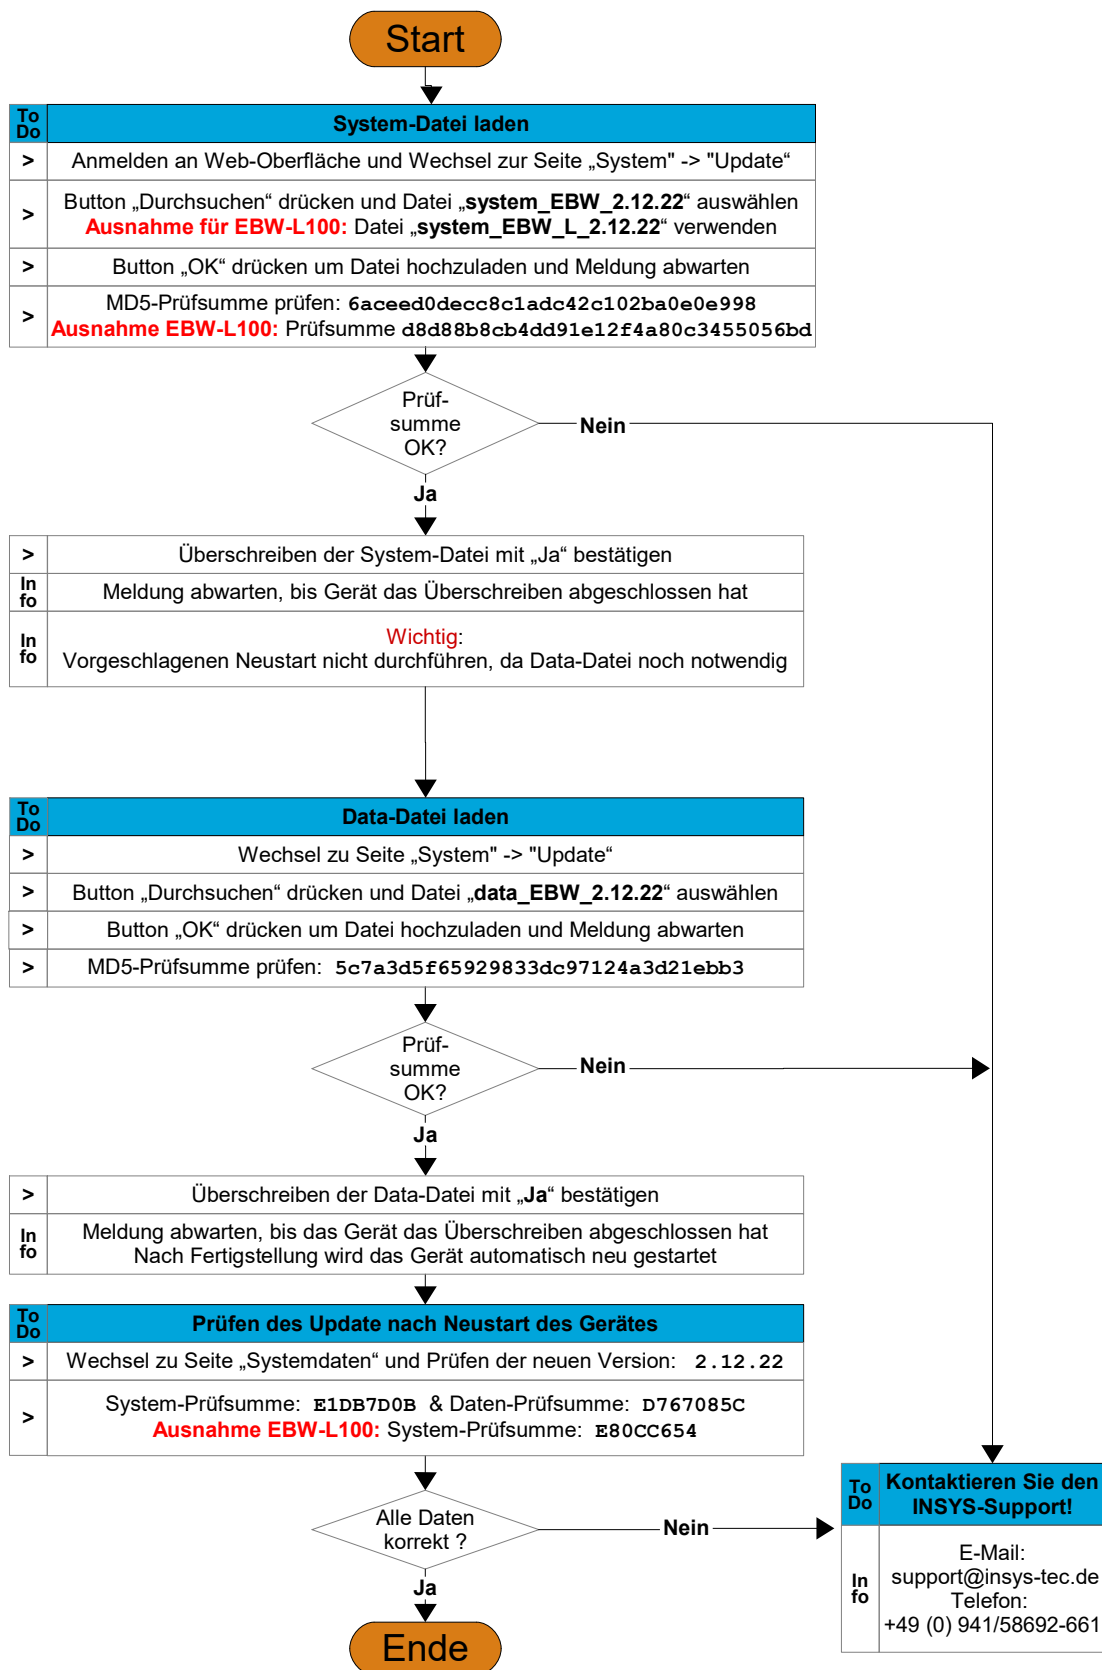 Start
To Do
System-Datei laden
> Anmelden an Web-Oberfläche und Wechsel zur Seite „System" -> "Update“
> Button „Durchsuchen“ drücken und Datei „system_EBW_2.12.22“ auswählen
Ausnahme für EBW-L100: Datei „system_EBW_L_2.12.22“ verwenden
> Button „OK“ drücken um Datei hochzuladen und Meldung abwarten
> MD5-Prüfsumme prüfen: 6aceed0decc8c1adc42c102ba0e0e998
Ausnahme EBW-L100: Prüfsumme d8d88b8cb4dd91e12f4a80c3455056bd
Prüf-
summe
OK?
Nein
Ja
> Überschreiben der System-Datei mit „Ja“ bestätigen
In fo
Meldung abwarten, bis Gerät das Überschreiben abgeschlossen hat
In fo
Wichtig:
Vorgeschlagenen Neustart nicht durchführen, da Data-Datei noch notwendig
To Do
Data-Datei laden
> Wechsel zu Seite „System" -> "Update“
> Button „Durchsuchen“ drücken und Datei „data_EBW_2.12.22“ auswählen
> Button „OK“ drücken um Datei hochzuladen und Meldung abwarten
> MD5-Prüfsumme prüfen: 5c7a3d5f65929833dc97124a3d21ebb3
Prüf-
summe
OK?
Nein
Ja
> Überschreiben der Data-Datei mit „Ja“ bestätigen
In fo
Meldung abwarten, bis das Gerät das Überschreiben abgeschlossen hat
Nach Fertigstellung wird das Gerät automatisch neu gestartet
To Do
Prüfen des Update nach Neustart des Gerätes
> Wechsel zu Seite „Systemdaten“ und Prüfen der neuen Version: 2.12.22
> System-Prüfsumme: E1DB7D0B & Daten-Prüfsumme: D767085C
Ausnahme EBW-L100: System-Prüfsumme: E80CC654
Alle Daten
korrekt ?
Nein
Ja
Ende
To Do
Kontaktieren Sie den
INSYS-Support!
In fo
E-Mail:
support@insys-tec.de
Telefon:
+49 (0) 941/58692-661